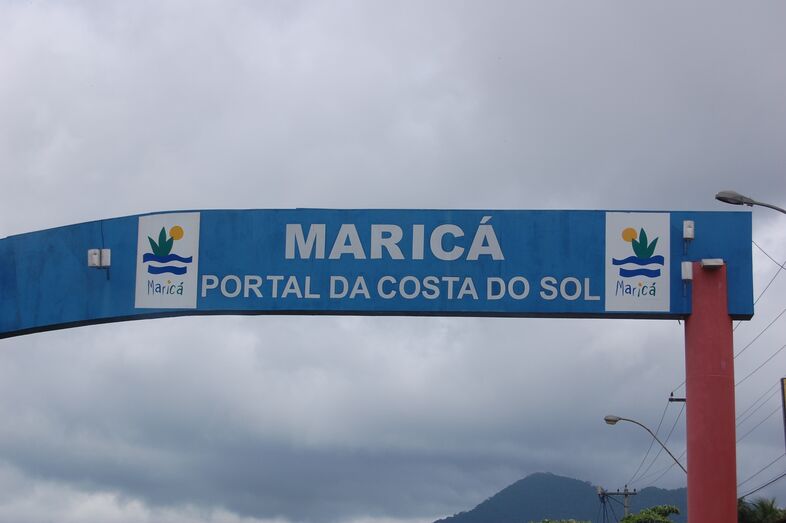 MARICÁ
PORTAL DA COSTA DO SOL
Maricá
Maricá